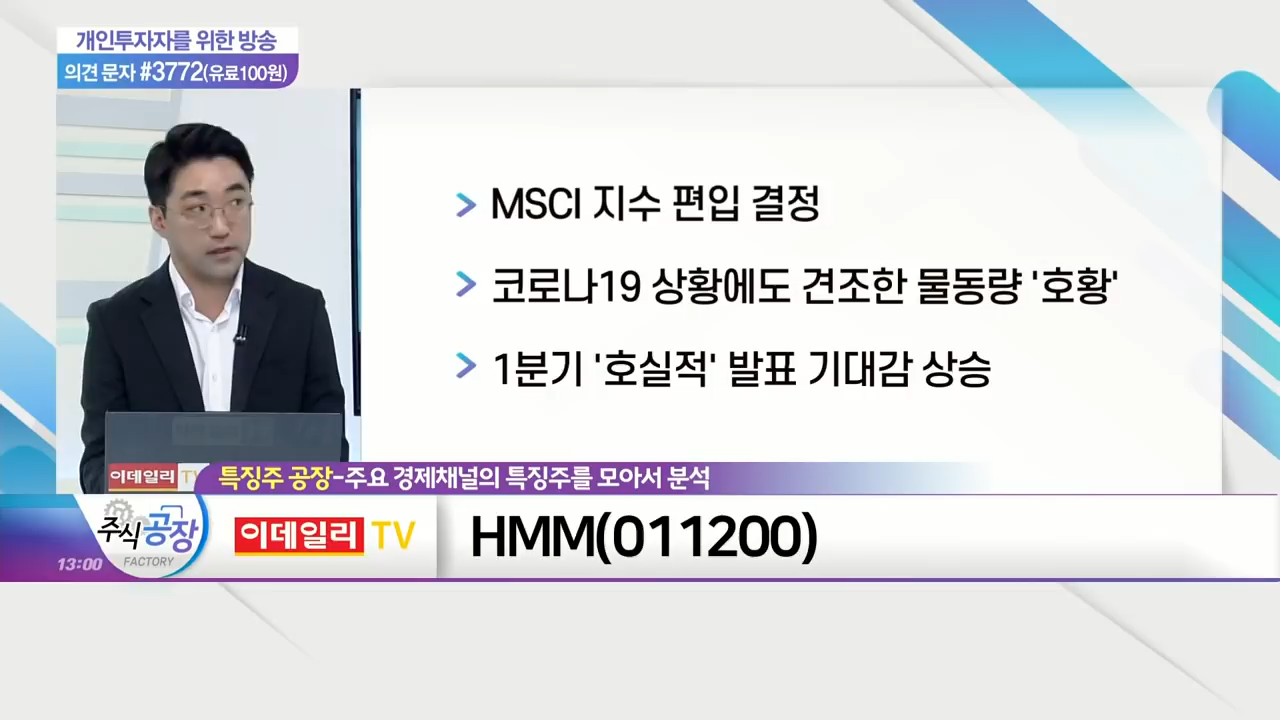 개인투자자를 위한 방송
의견 문자 #3772(유료100원)
> MSCI 지수 편입 결정
> 코로나19 상황에도 견조한 물동량 '호황'
> 1분기 '호실적' 발표 기대감 상승
이데일리 TV
특징주 공장-주요 경제채널의 특징주를 모아서 분석
주식공장
FACTORY
13:00
이데일리 TV
HMM(011200)